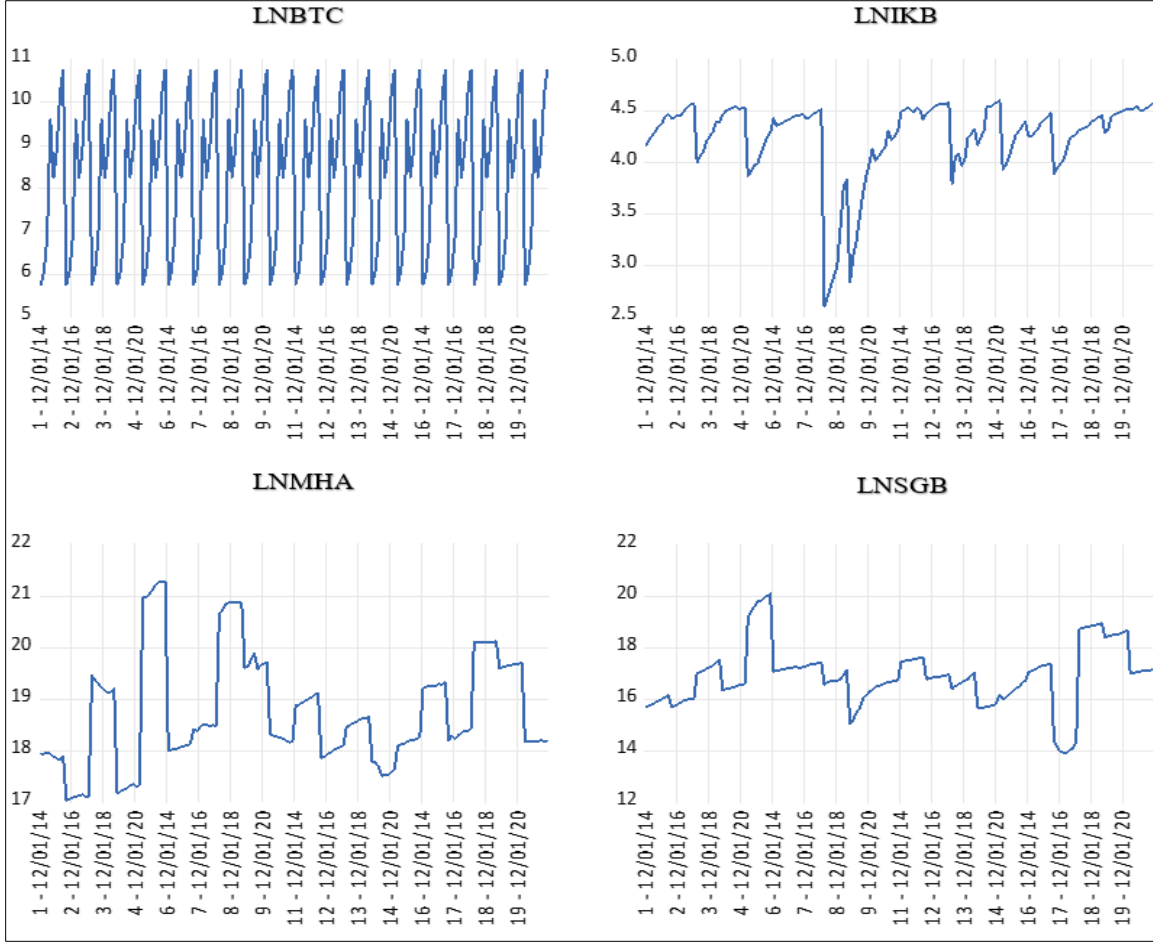 LNBTC
11
10
9
8
7
6
5
1 - 12/01/14
2 - 12/01/16
3 - 12/01/18
4 - 12/01/20
6 - 12/01/14
7 - 12/01/16
8 - 12/01/18
9 - 12/01/20
11 - 12/01/14
12 - 12/01/16
13 - 12/01/18
14 - 12/01/20
16 - 12/01/14
17 - 12/01/16
18 - 12/01/18
19 - 12/01/20
LNIKB
5.0
4.5
4.0
3.5
3.0
2.5
1 - 12/01/14
2 - 12/01/16
3 - 12/01/18
4 - 12/01/20
6 - 12/01/14
7 - 12/01/16
8 - 12/01/18
9 - 12/01/20
11 - 12/01/14
12 - 12/01/16
13 - 12/01/18
14 - 12/01/20
16 - 12/01/14
17 - 12/01/16
18 - 12/01/18
19 - 12/01/20
LNMHA
22
21
20
19
18
17
1 - 12/01/14
2 - 12/01/16
3 - 12/01/18
4 - 12/01/20
6 - 12/01/14
7 - 12/01/16
8 - 12/01/18
9 - 12/01/20
11 - 12/01/14
12 - 12/01/16
13 - 12/01/18
14 - 12/01/20
16 - 12/01/14
17 - 12/01/16
18 - 12/01/18
19 - 12/01/20
LNSGB
22
20
18
16
14
12
1 - 12/01/14
2 - 12/01/16
3 - 12/01/18
4 - 12/01/20
6 - 12/01/14
7 - 12/01/16
8 - 12/01/18
9 - 12/01/20
11 - 12/01/14
12 - 12/01/16
13 - 12/01/18
14 - 12/01/20
16 - 12/01/14
17 - 12/01/16
18 - 12/01/18
19 - 12/01/20